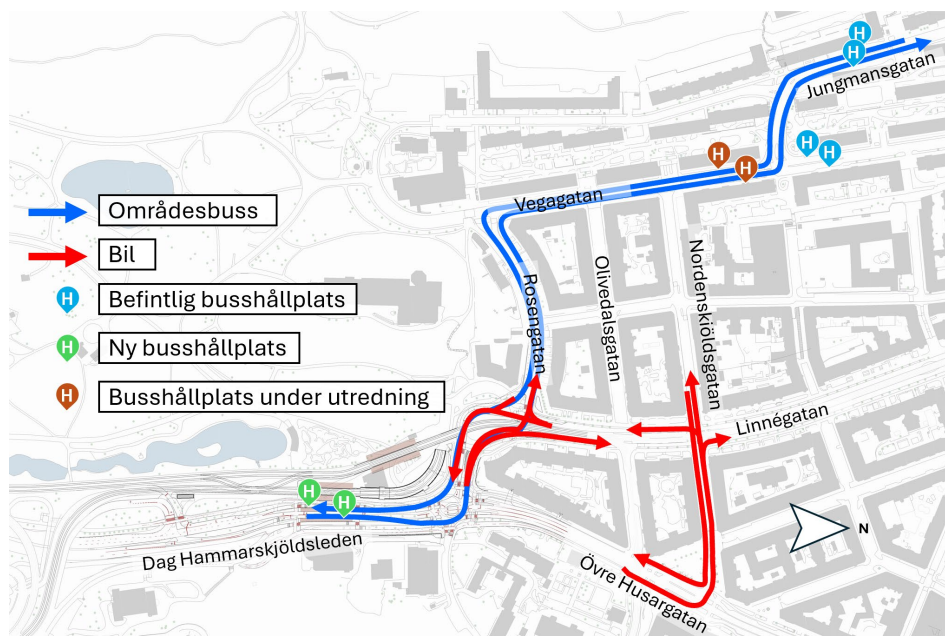 H
H
Jungmansgatan
H
H
H
H
Vegagatan
Områdesbuss
Bil
H Befintlig busshållplats
H Ny busshållplats
H Busshållplats under utredning
Rosengatan
Olivedalsgatan
Nordenskiöldsgatan
Linnégatan
H
H
N
Dag Hammarskjöldsleden
Övre Husargatan